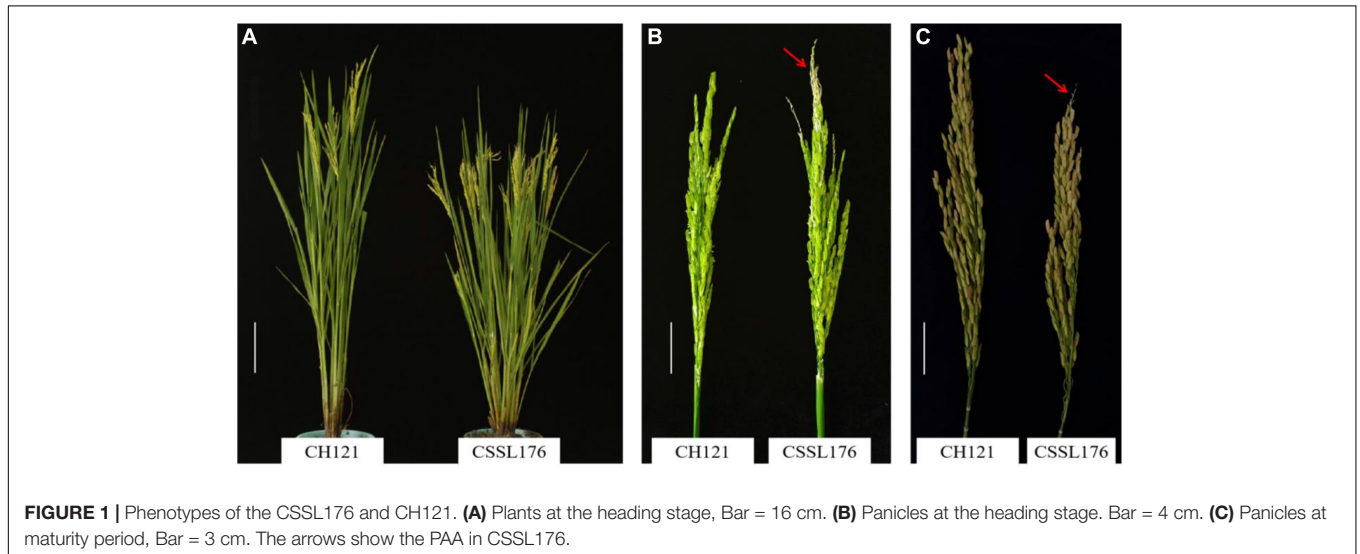 A
B
C
CH121
CSSL176
CH121
CSSL176
CH121
CSSL176
FIGURE 1 | Phenotypes of the CSSL176 and CH121. (A) Plants at the heading stage, Bar = 16 cm. (B) Panicles at the heading stage. Bar = 4 cm. (C) Panicles at
maturity period, Bar = 3 cm. The arrows show the PAA in CSSL176.